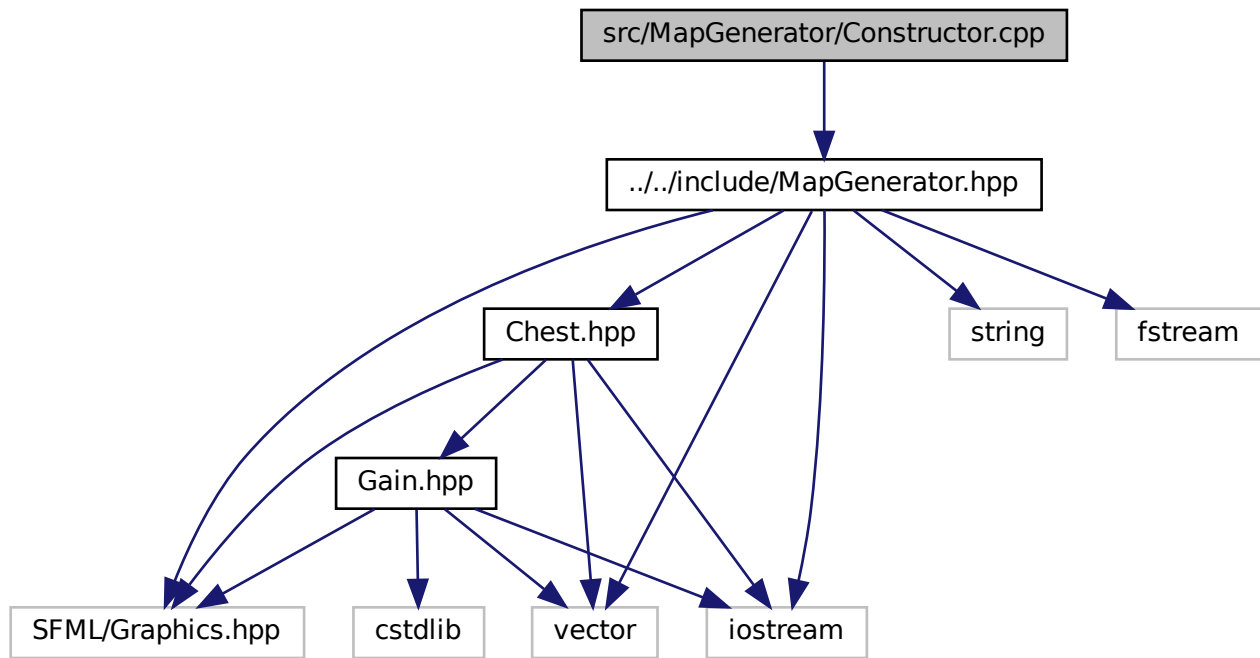 src/MapGenerator/Constructor.cpp
../../include/MapGenerator.hpp
Chest.hpp
string
fstream
Gain.hpp
SFML/Graphics.hpp
cstdlib
vector
iostream